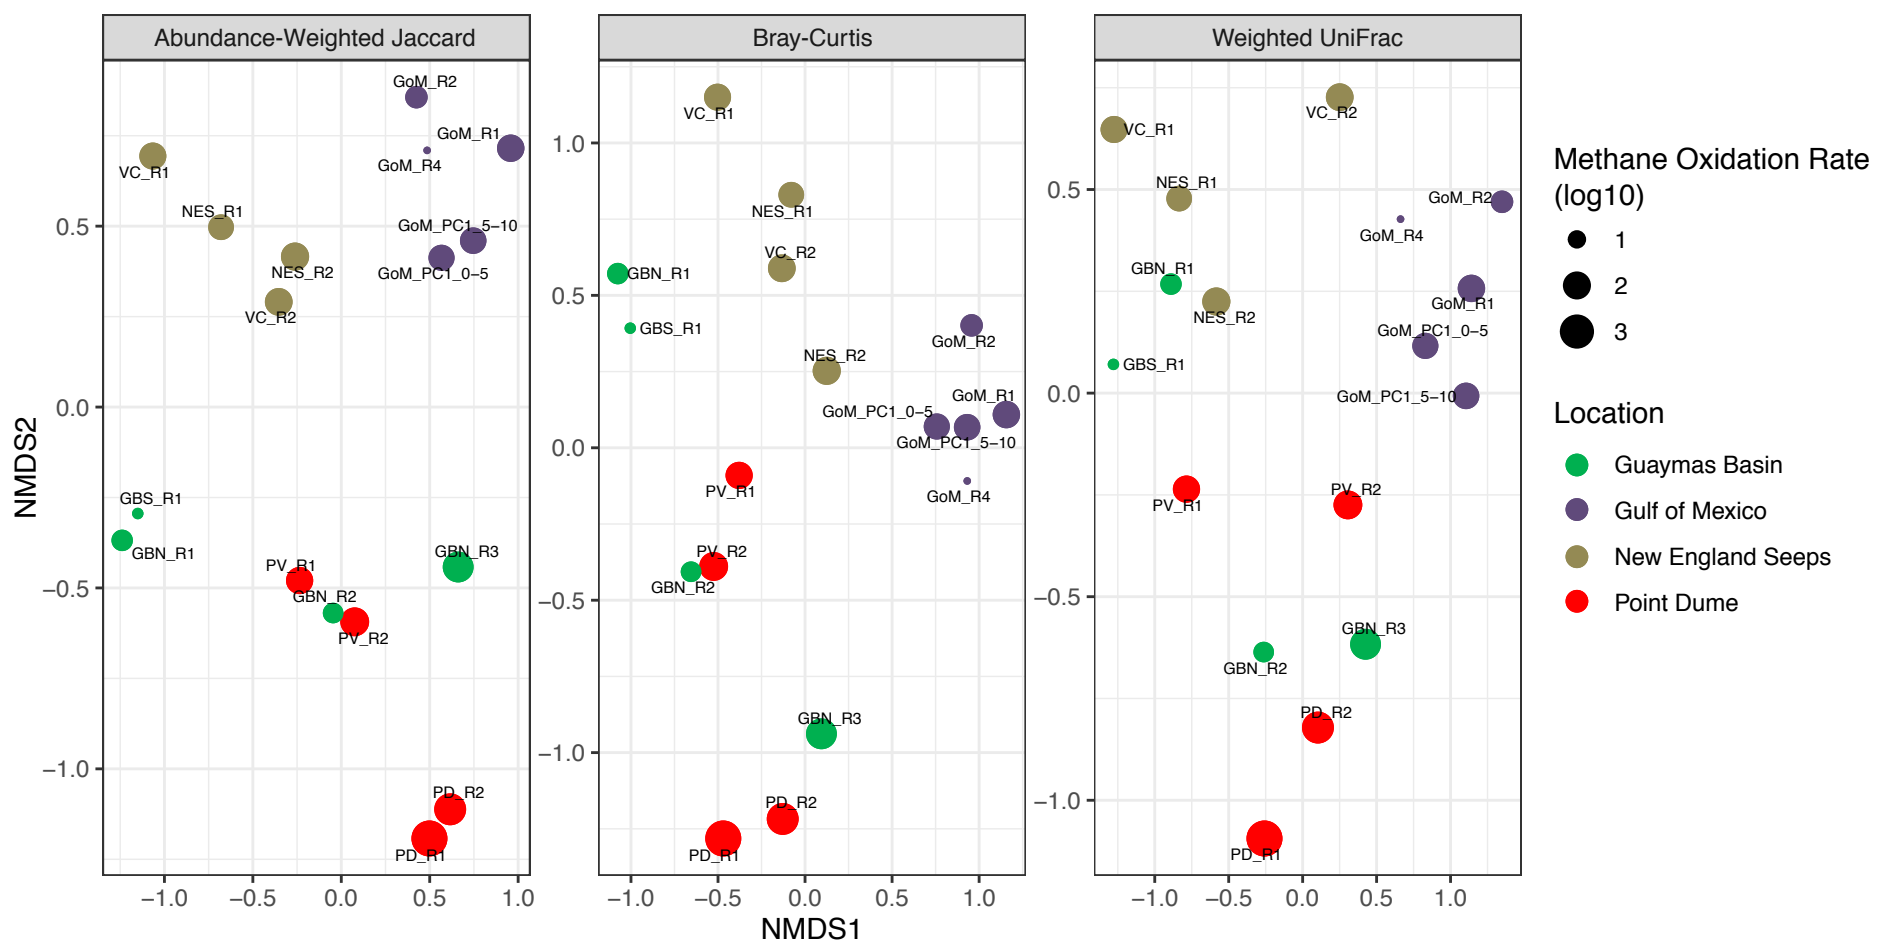 Abundance-Weighted Jaccard
Bray-Curtis
Weighted UniFrac
NMDS2
0.5
0.0
−0.5
−1.0
GoM_R2
GoM_R1
GoM_R4
VC_R1
NES_R1
GoM_PC1_5−10
NES_R2
GoM_PC1_0−5
VC_R2
GBS_R1
GBN_R1
PV_R1
GBN_R3
GBN_R2
PV_R2
PD_R2
PD_R1
−1.0 −0.5 0.0 0.5 1.0
1.0
0.5
0.0
−0.5
−1.0
VC_R1
NES_R1
VC_R2
GBN_R1
GBS_R1
GoM_R2
NES_R2
GoM_R1
GoM_PC1_0−5
GoM_PC1_5−10
PV_R1
GoM_R4
PV_R2
GBN_R2
GBN_R3
PD_R2
PD_R1
−1.0 −0.5 0.0 0.5 1.0
0.5
0.0
−0.5
−1.0
VC_R2
VC_R1
NES_R1
GoM_R2
GoM_R4
GBN_R1
GoM_R1
NES_R2
GoM_PC1_0−5
GBS_R1
GoM_PC1_5−10
PV_R2
PV_R1
GBN_R3
GBN_R2
PD_R2
PD_R1
−1.0 −0.5 0.0 0.5 1.0
NMDS1
Methane Oxidation Rate
(log10)
1
2
3
Location
Guaymas Basin
Gulf of Mexico
New England Seeps
Point Dume